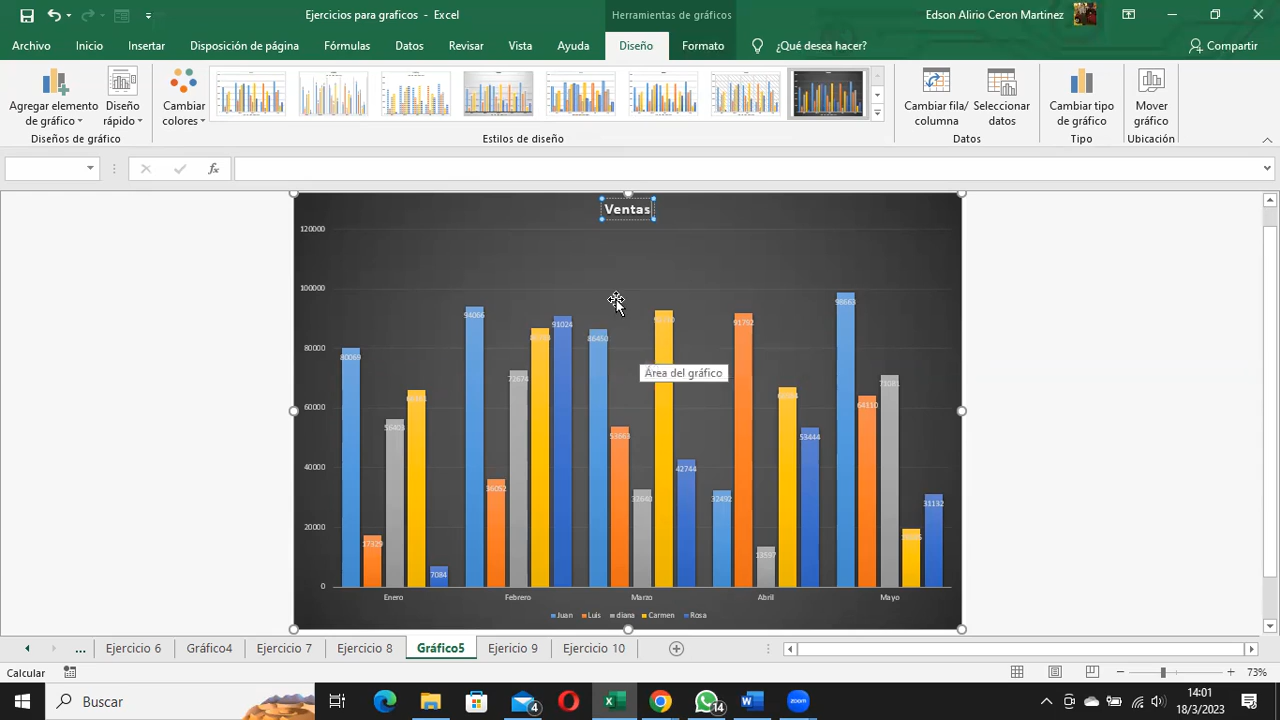 Ejercicios para graficos - Excel
Herramientas de gráficos
Edson Alirio Ceron Martinez
Archivo Inicio Insertar Disposición de página Fórmulas Datos Revisar Vista Ayuda Diseño Formato ¿Qué desea hacer? Compartir
Agregar elemento de gráfico
Diseño rápido
Cambiar colores
Cambiar fila/ columna
Seleccionar datos
Cambiar tipo de gráfico
Mover gráfico
Diseños de gráfico Estilos de diseño Datos Tipo Ubicación
fx
Ventas
120000
100000
80000
60000
40000
20000
0
80069 17329 56403 7084
94066 36052 72674 91024
86450 53663 32640 42744
32492 91792 13597 53444
98663 64110 73081 31132
Área del gráfico
Enero Febrero Marzo Abril Mayo
Juan Luis diana Carmen Rosa
... Ejercicio 6 Gráfico4 Ejercicio 7 Ejercicio 8 Gráfico5 Ejericio 9 Ejercicio 10
Calcular
73%
Buscar
4
14
14:01
18/3/2023